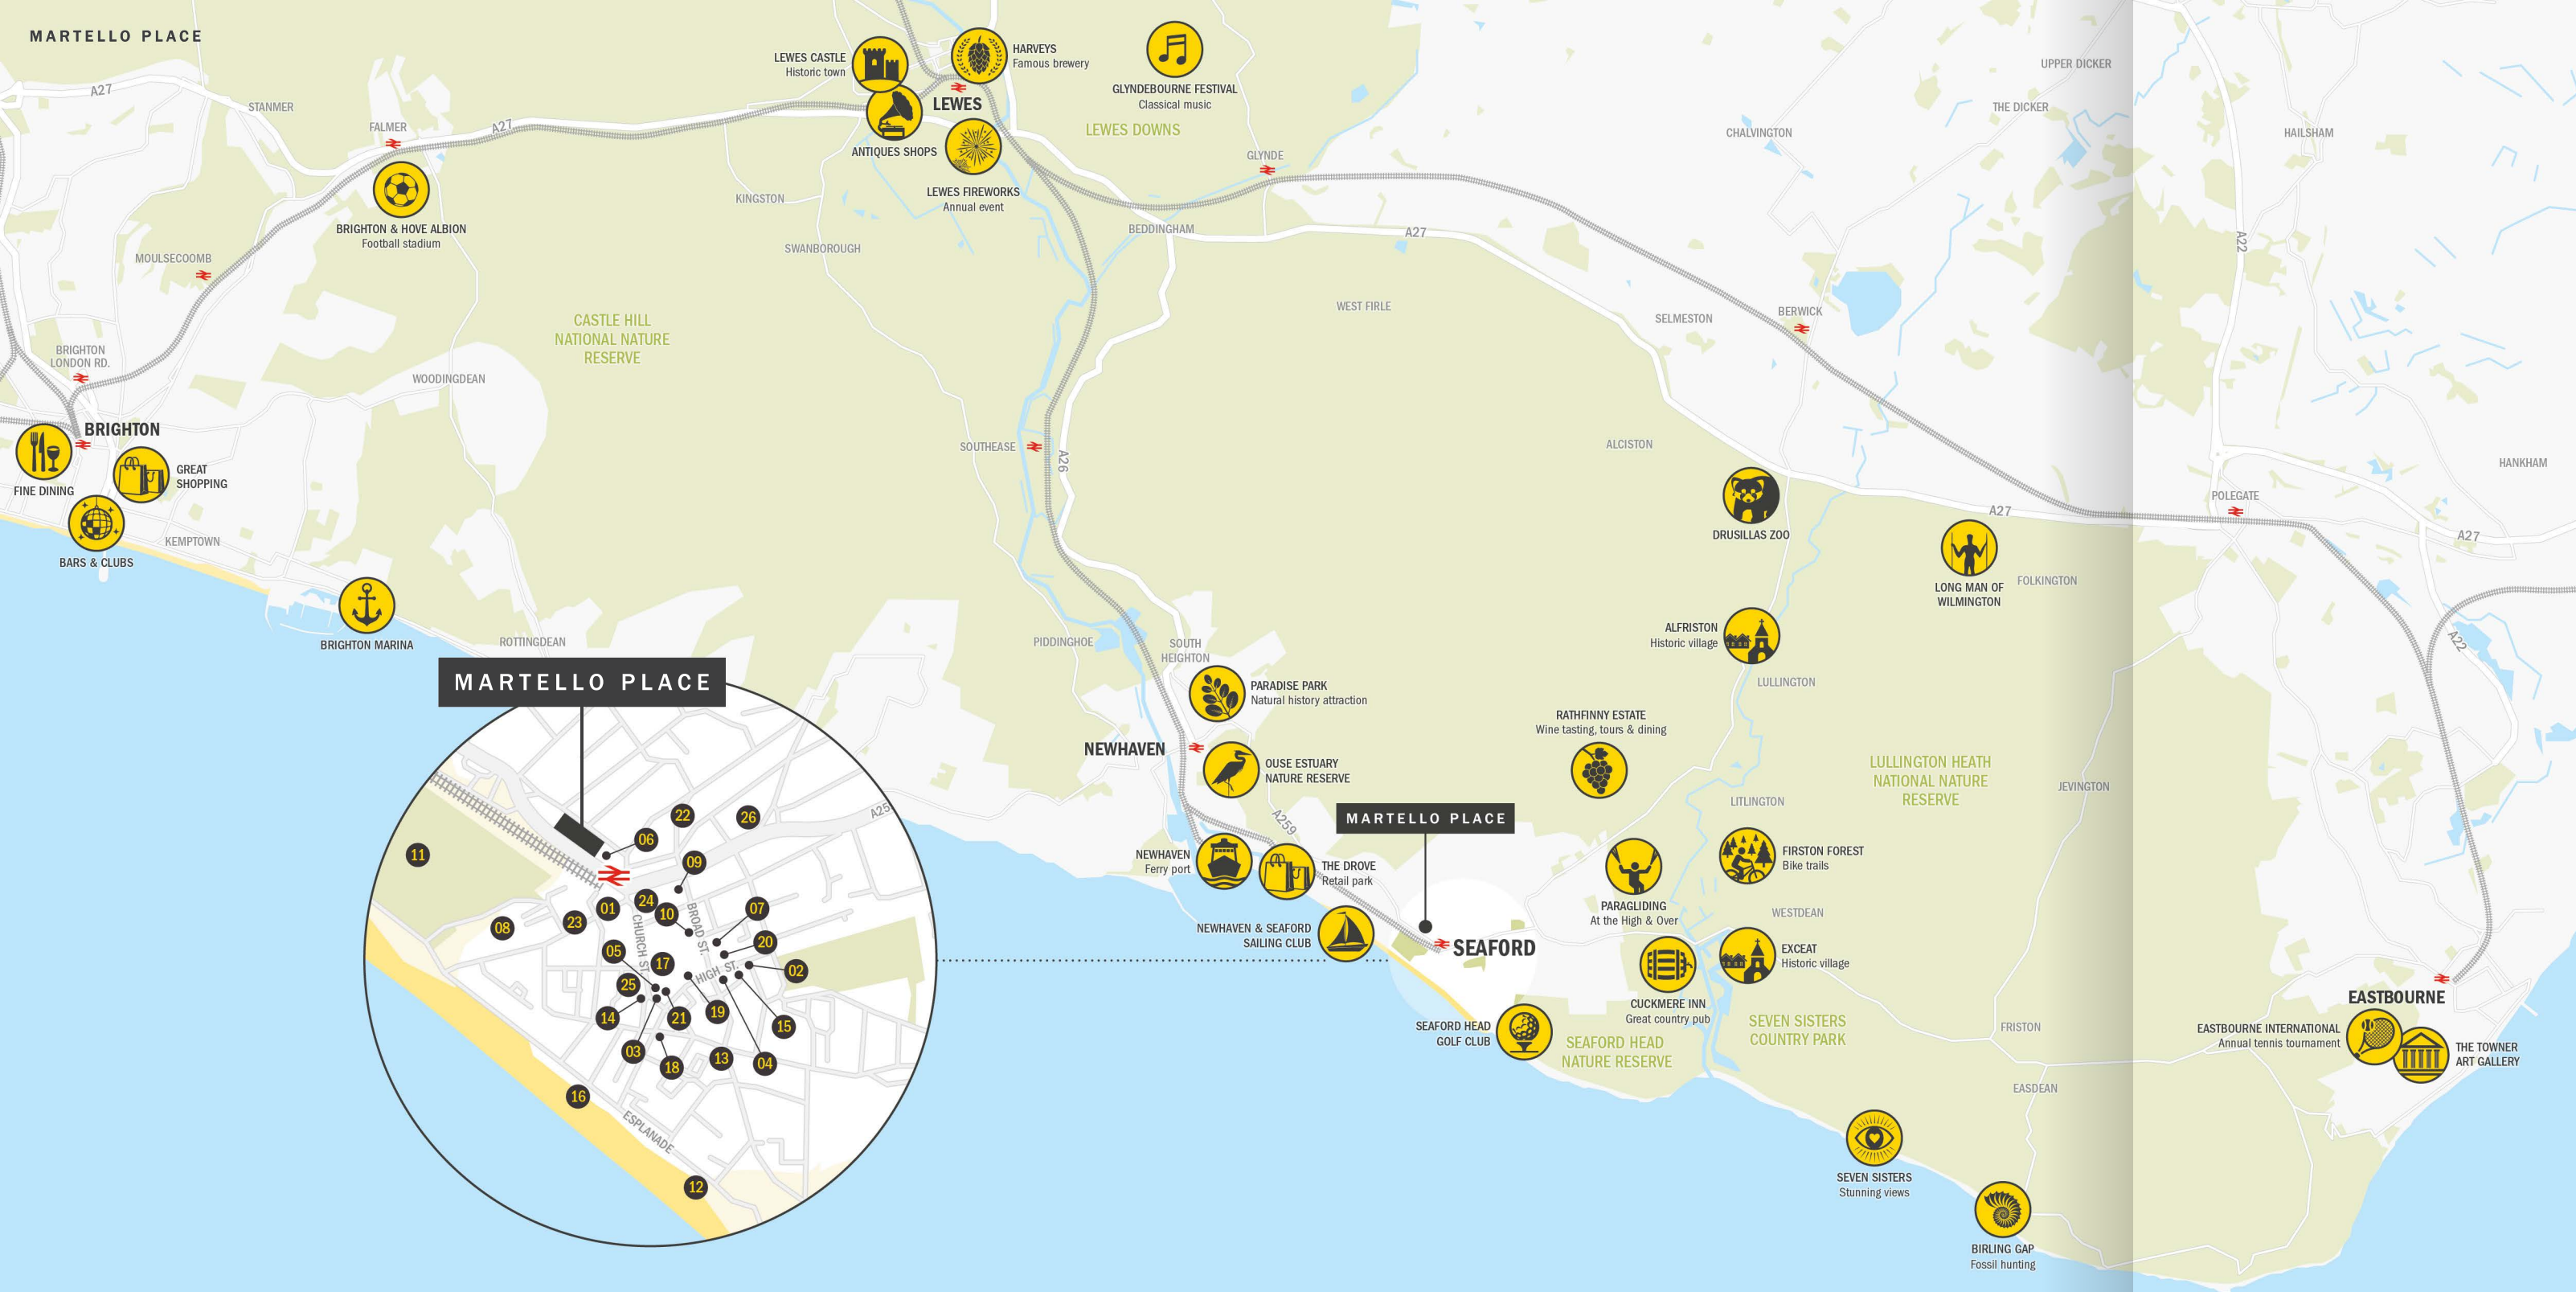 MARTELLO PLACE
A27
STANMER
FALMER
A27
BRIGHTON & HOVE ALBION
Football stadium
MOULSECOOMB
BRIGHTON
LONDON RD.
WOODINGDEAN
CASTLE HILL
NATIONAL NATURE
RESERVE
BRIGHTON
FINE DINING
GREAT
SHOPPING
BARS & CLUBS
KEMPTOWN
BRIGHTON MARINA
ROTTINGDEAN
LEWES CASTLE
Historic town
HARVEYS
Famous brewery
LEWES
ANTIQUES SHOPS
LEWES FIREWORKS
Annual event
GLYNDEBOURNE FESTIVAL
Classical music
LEWES DOWNS
GLYNDE
KINGSTON
SWANBOROUGH
BEDDINGHAM
A27
WEST FIRLE
SOUTHEASE
A26
CHALVINGTON
UPPER DICKER
THE DICKER
HAILSHAM
A22
SELMESTON
BERWICK
ALCISTON
DRUSILLAS ZOO
A27
LONG MAN OF
WILMINGTON
FOLKINGTON
POLEGATE
HANKHAM
A27
A22
ALFRISTON
Historic village
LULLINGTON
PIDDINGHOE
SOUTH
HEIGHTON
PARADISE PARK
Natural history attraction
NEWHAVEN
OUSE ESTUARY
NATURE RESERVE
A259
RATHFINNY ESTATE
Wine tasting, tours & dining
LULLINGTON HEATH
NATIONAL NATURE
RESERVE
JEVINGTON
LITLINGTON
MARTELLO PLACE
NEWHAVEN
Ferry port
THE DROVE
Retail park
FIRSTON FOREST
Bike trails
PARAGLIDING
At the High & Over
WESTDEAN
NEWHAVEN & SEAFORD
SAILING CLUB
SEAFORD
EXCEAT
Historic village
CUCKMERE INN
Great country pub
SEAFORD HEAD
GOLF CLUB
SEAFORD HEAD
NATURE RESERVE
SEVEN SISTERS
COUNTRY PARK
FRISTON
EASDEAN
SEVEN SISTERS
Stunning views
BIRLING GAP
Fossil hunting
EASTBOURNE
EASTBOURNE INTERNATIONAL
Annual tennis tournament
THE TOWNER
ART GALLERY
MARTELLO PLACE
A25
22
26
06
11
09
24
01
10
07
23
08
CHURCH ST.
BROAD ST.
20
05
17
HIGH ST.
02
25
14
21
19
15
03
18
13
04
16
ESPLANADE
12